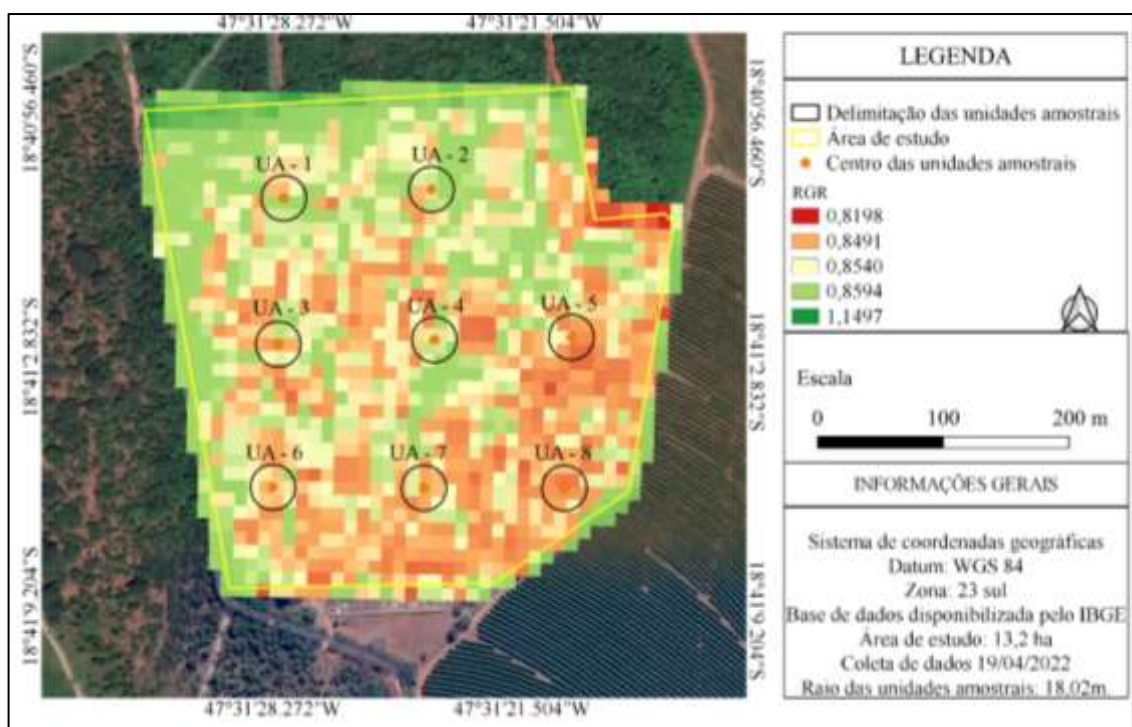 47°31'28.272"W
47°31'21.504"W
18°40'56.460"S
18°40'56.460"S
UA - 1
UA - 2
UA - 3
UA - 4
UA - 5
18°41'2.832"S
18°41'2.832"S
UA - 6
UA - 7
UA - 8
18°41'9.204"S
18°41'9.204"S
47°31'28.272"W
47°31'21.504"W
LEGENDA
Delimitação das unidades amostrais
Área de estudo
Centro das unidades amostrais
RGR
0,8198
0,8491
0,8540
0,8594
1,1497
Escala
0 100 200 m
INFORMAÇÕES GERAIS
Sistema de coordenadas geográficas
Datum: WGS 84
Zona: 23 sul
Base de dados disponibilizada pelo IBGE
Área de estudo: 13,2 ha
Coleta de dados 19/04/2022
Raio das unidades amostrais: 18.02m.